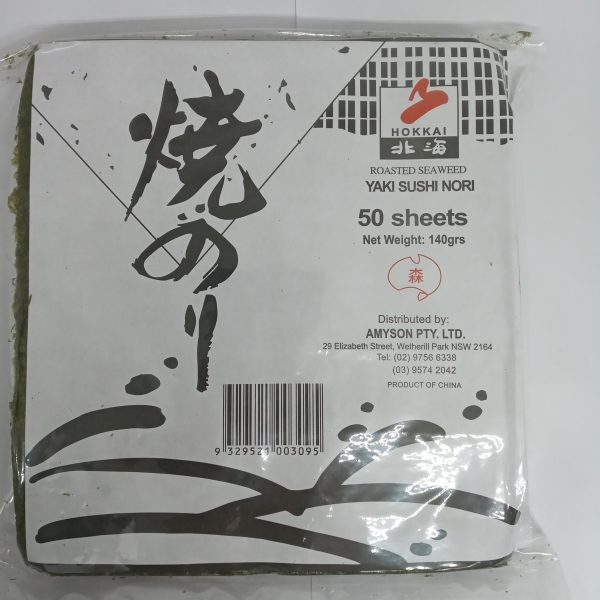 焼のり
HOKKAI
北海
ROASTED SEAWEED
YAKI SUSHI NORI
50 sheets
Net Weight: 140grs
森
Distributed by:
AMYSON PTY. LTD.
29 Elizabeth Street, Wetherill Park NSW 2164
Tel: (02) 9756 6338
(03) 9574 2042
PRODUCT OF CHINA
9 329521 003095